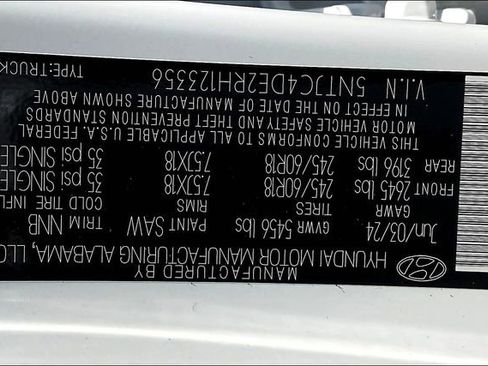 MANUFACTURED BY
HYUNDAI MOTOR MANUFACTURING ALABAMA, LLC
Jun/03/24 GVWR 5456 lbs PAINT SAW TRIM NNB
GAWR TIRES RIMS COLD TIRE INFL
FRONT 2645 lbs 245/60R18 7.5JX18 35 psi SINGLE
REAR 3196 lbs 245/60R18 7.5JX18 35 psi SINGLE
THIS VEHICLE CONFORMS TO ALL APPLICABLE U.S.A. FEDERAL
MOTOR VEHICLE SAFETY AND THEFT PREVENTION STANDARDS
IN EFFECT ON THE DATE OF MANUFACTURE SHOWN ABOVE
V.I.N 5NTJC4DE2RH123356 TYPE:TRUCK